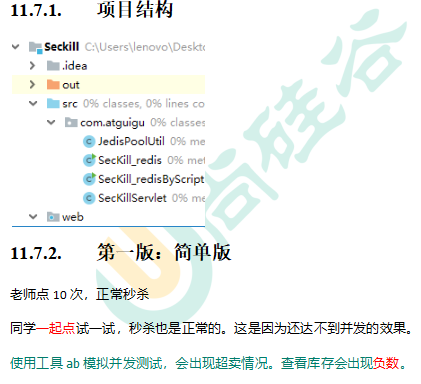 11.7.1. 项目结构
Seckill C:\Users\lenovo\Deskto
.idea
out
src 0% classes, 0% lines co
com.atguigu 0% classes
JedisPoolUtil 0% me
SecKill_redis 0% met
SecKill_redisByScript
SecKillServlet 0% me
web
尚硅谷
11.7.2. 第一版：简单版
老师点 10 次，正常秒杀
同学一起点试一试，秒杀也是正常的。这是因为还达不到并发的效果。
使用工具 ab 模拟并发测试，会出现超卖情况。查看库存会出现负数。